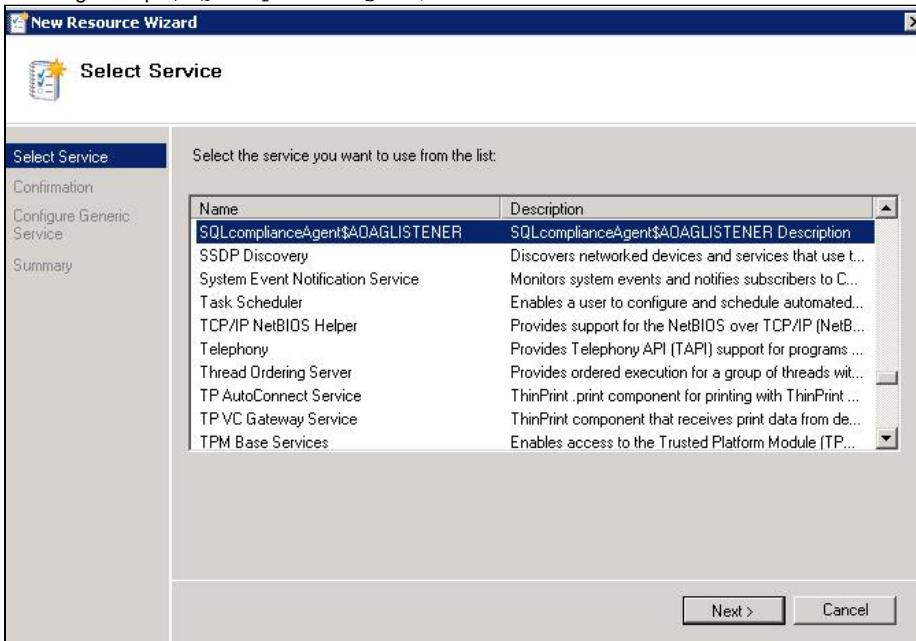 New Resource Wizard
Select Service
Select Service
Confirmation
Configure Generic
Service
Summary
Select the service you want to use from the list:
Name Description
SQLcomplianceAgent$AOAGLISTENER SQLcomplianceAgent$AOAGLISTENER Description
SSDP Discovery Discovers networked devices and services that use t...
System Event Notification Service Monitors system events and notifies subscribers to C...
Task Scheduler Enables a user to configure and schedule automated...
TCP/IP NetBIOS Helper Provides support for the NetBIOS over TCP/IP (NetB...
Telephony Provides Telephony API (TAPI) support for programs ...
Thread Ordering Server Provides ordered execution for a group of threads wit...
TP AutoConnect Service ThinPrint .print component for printing with ThinPrint ...
TP VC Gateway Service ThinPrint component that receives print data from de...
TPM Base Services Enables access to the Trusted Platform Module (TP...
Next > Cancel